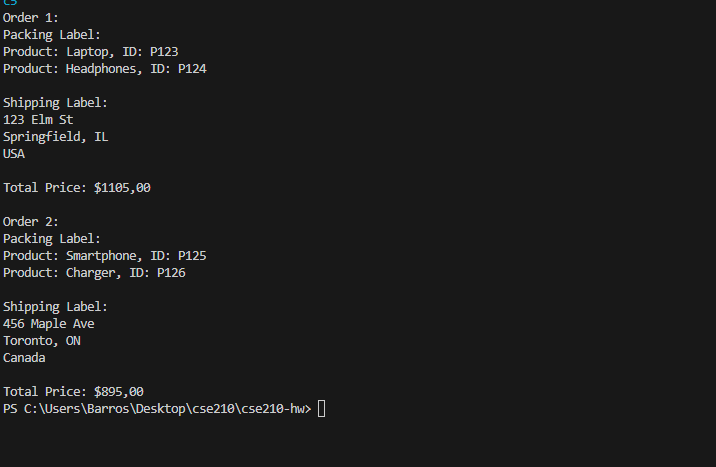 Order 1:
Packing Label:
Product: Laptop, ID: P123
Product: Headphones, ID: P124
Shipping Label:
123 Elm St
Springfield, IL
USA
Total Price: $1105,00
Order 2:
Packing Label:
Product: Smartphone, ID: P125
Product: Charger, ID: P126
Shipping Label:
456 Maple Ave
Toronto, ON
Canada
Total Price: $895,00
PS C:\Users\Barros\Desktop\cse210\cse210-hw>